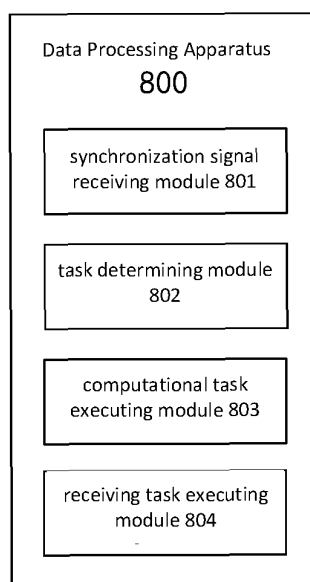 Data Processing Apparatus
800
synchronization signal
receiving module 801
task determining module
802
computational task
executing module 803
receiving task executing
module 804